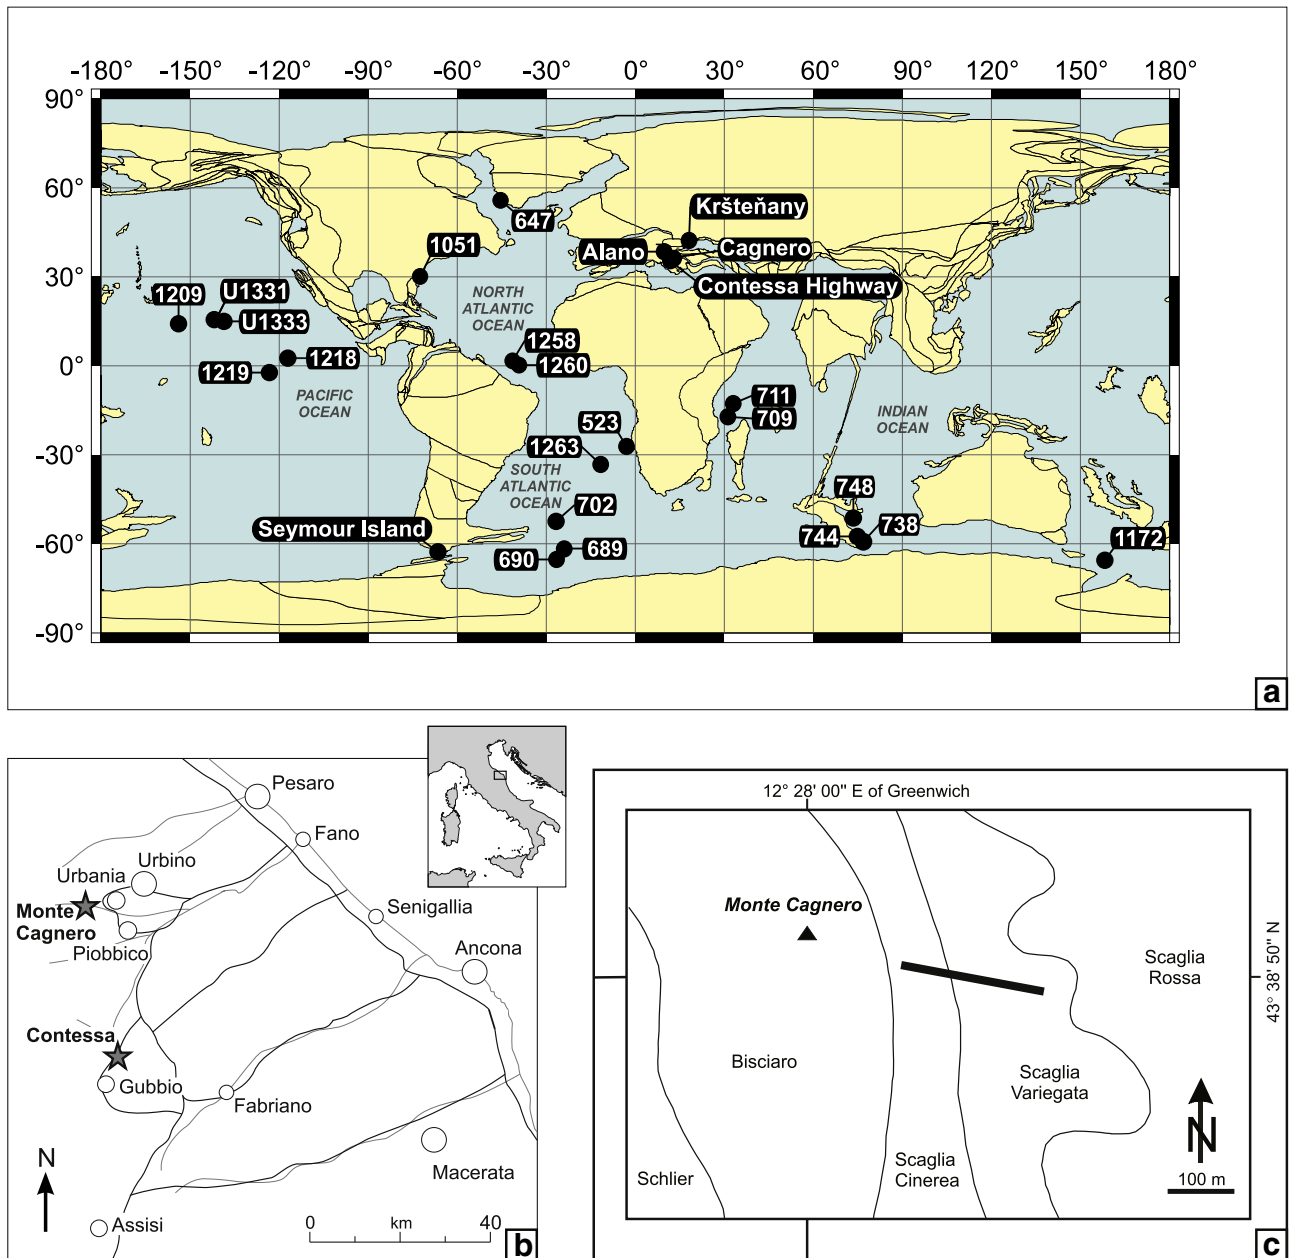 -180° -150° -120° -90° -60° -30° 0° 30° 60° 90° 120° 150° 180°
90°
60°
30°
0°
-30°
-60°
-90°
Kršteňany
647
1051
Alano
Cagnero
Contessa Highway
1209
U1331
U1333
NORTH
ATLANTIC
OCEAN
1258
1260
1218
1219
PACIFIC
OCEAN
711
709
INDIAN
OCEAN
523
1263
SOUTH
ATLANTIC
OCEAN
702
748
Seymour Island
744
738
1172
690
689
a
Pesaro
Fano
Urbino
Urbania
Monte
Cagnero
Piobbico
Senigallia
Ancona
Contessa
Gubbio
Fabriano
Macerata
N
Assisi
0 km 40
b
12° 28' 00" E of Greenwich
Monte Cagnero
Scaglia
Rossa
43° 38' 50" N
Bisciaro
Scaglia
Variegata
Schlier
Scaglia
Cinerea
N
100 m
c